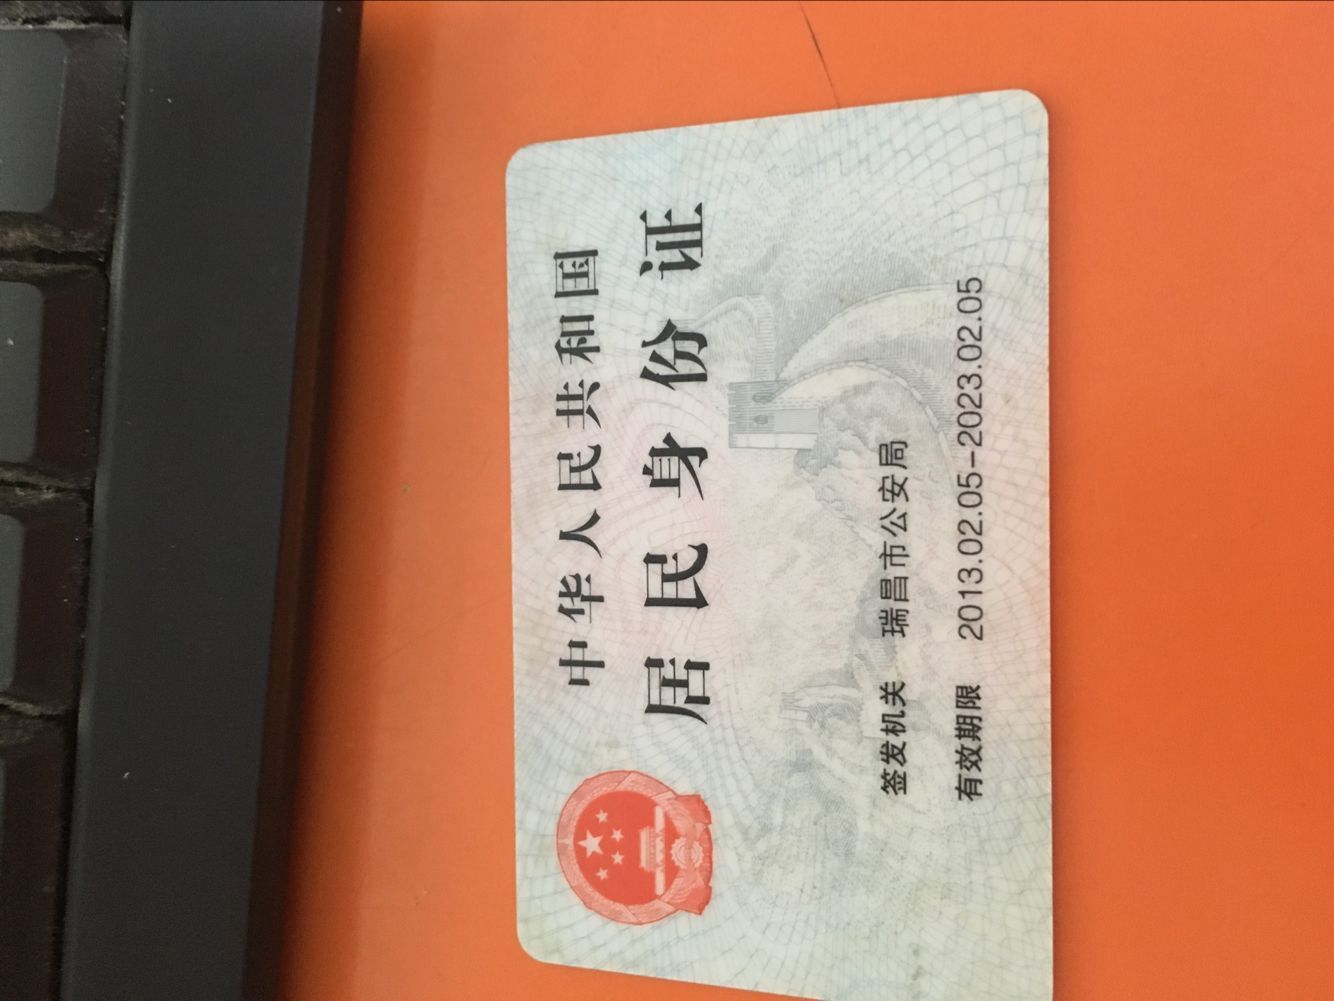 中华人民共和国
居民身份证
签发机关 瑞昌市公安局
有效期限 2013.02.05-2023.02.05